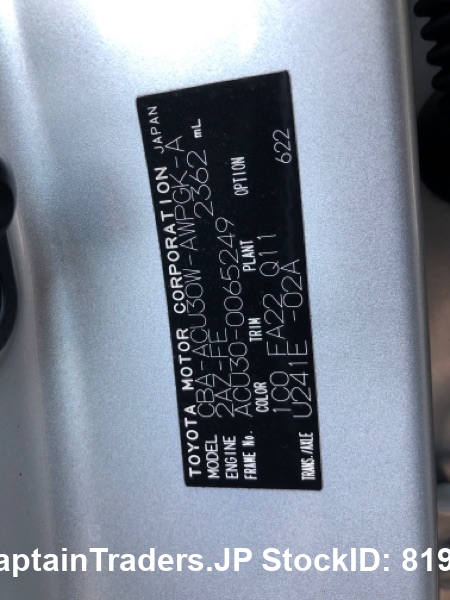 TOYOTA MOTOR CORPORATION JAPAN
MODEL CBA-ACU30W-AWPGK-A
ENGINE 2AZ-FE 2362 mL
FRAME No. ACU30-0065249
COLOR TRIM PLANT OPTION
1C0 FA22 Q11 622
TRANS./AXLE U241E -02A
aptainTraders.JP StockID: 819